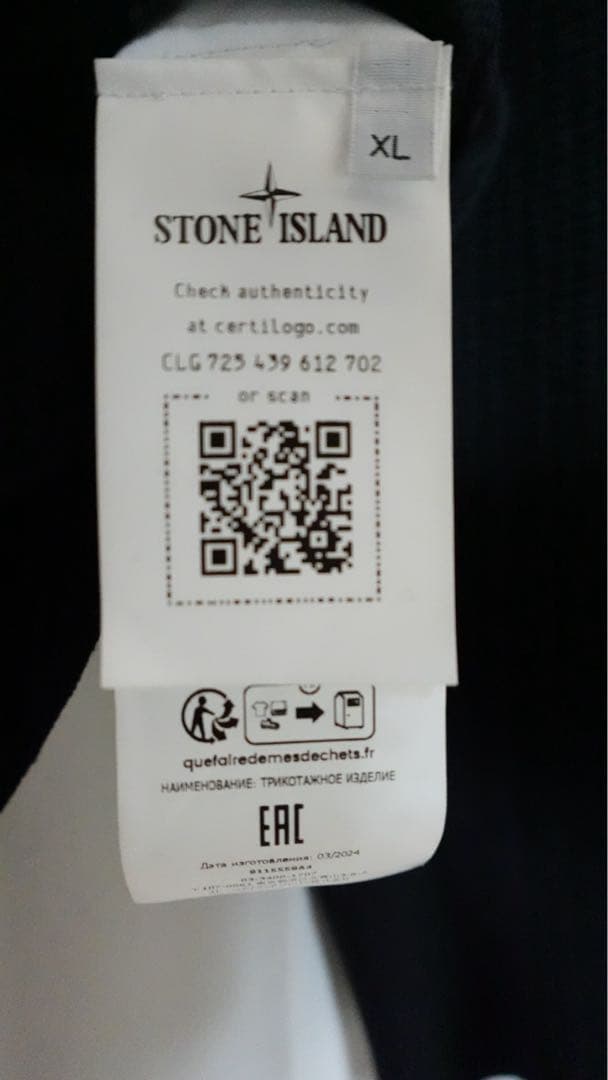 XL
STONE ISLAND
Check authenticity
at certilogo.com
CLG 725 439 612 702
or scan
quefairedemesdechets.fr
НАИМЕНОВАНИЕ: ТРИКОТАЖНОЕ ИЗДЕЛИЕ
EAC
Дата изготовления: 03/2024